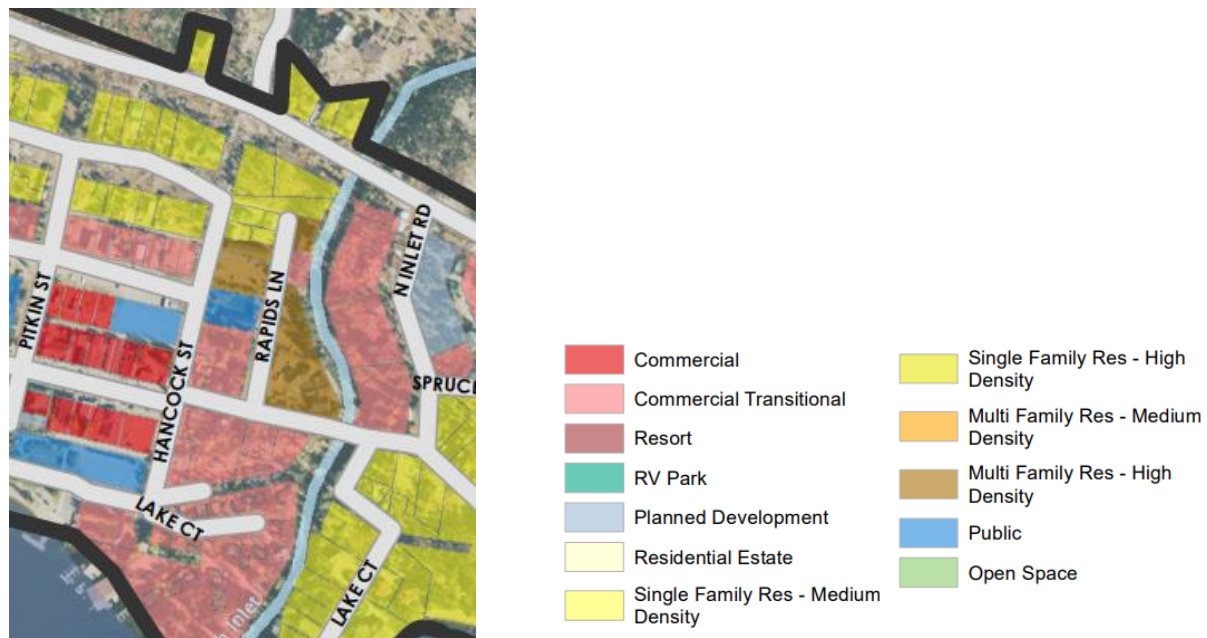 N INLET RD
PITKIN ST
RAPIDS LN
HANCOCK ST
SPRUCE
LAKE CT
LAKE CT
Inlet
Commercial
Commercial Transitional
Resort
RV Park
Planned Development
Residential Estate
Single Family Res - Medium
Density
Single Family Res - High
Density
Multi Family Res - Medium
Density
Multi Family Res - High
Density
Public
Open Space